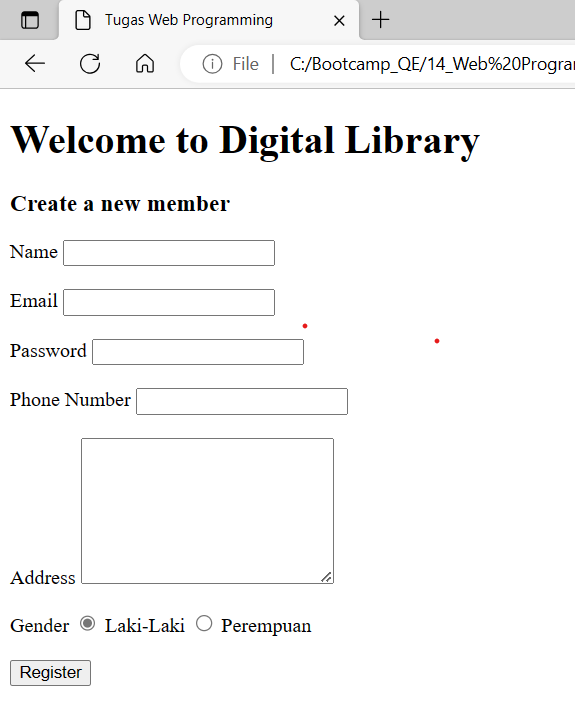 Tugas Web Programming
File | C:/Bootcamp_QE/14_Web%20Program
Welcome to Digital Library
Create a new member
Name
Email
Password
Phone Number
Address
Gender Laki-Laki Perempuan
Register